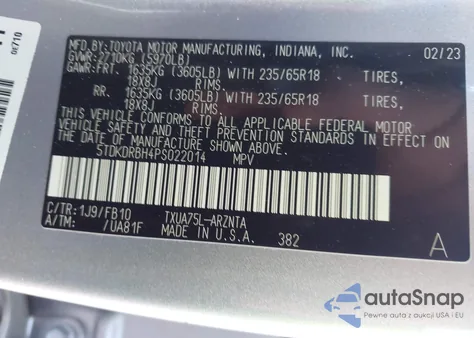 0E710
MFD.BY: TOYOTA MOTOR MANUFACTURING, INDIANA, INC. 02/23
GVWR: 2710KG (5970LB)
GAWR: FRT. 1635KG (3605LB) WITH 235/65R18 TIRES,
18X8J RIMS,
RR. 1635KG (3605LB) WITH 235/65R18 TIRES,
18X8J RIMS.
THIS VEHICLE CONFORMS TO ALL APPLICABLE FEDERAL MOTOR
VEHICLE SAFETY AND THEFT PREVENTION STANDARDS IN EFFECT
ON THE DATE OF MANUFACTURE SHOWN ABOVE.
5TDKDRBH4PS022014 MPV
C/TR: 1J9/FB10 TXUA75L-ARZNTA
A/TM: /UA81F MADE IN U.S.A. 382 A
autaSnap
Pewne auta z aukcji USA i EU